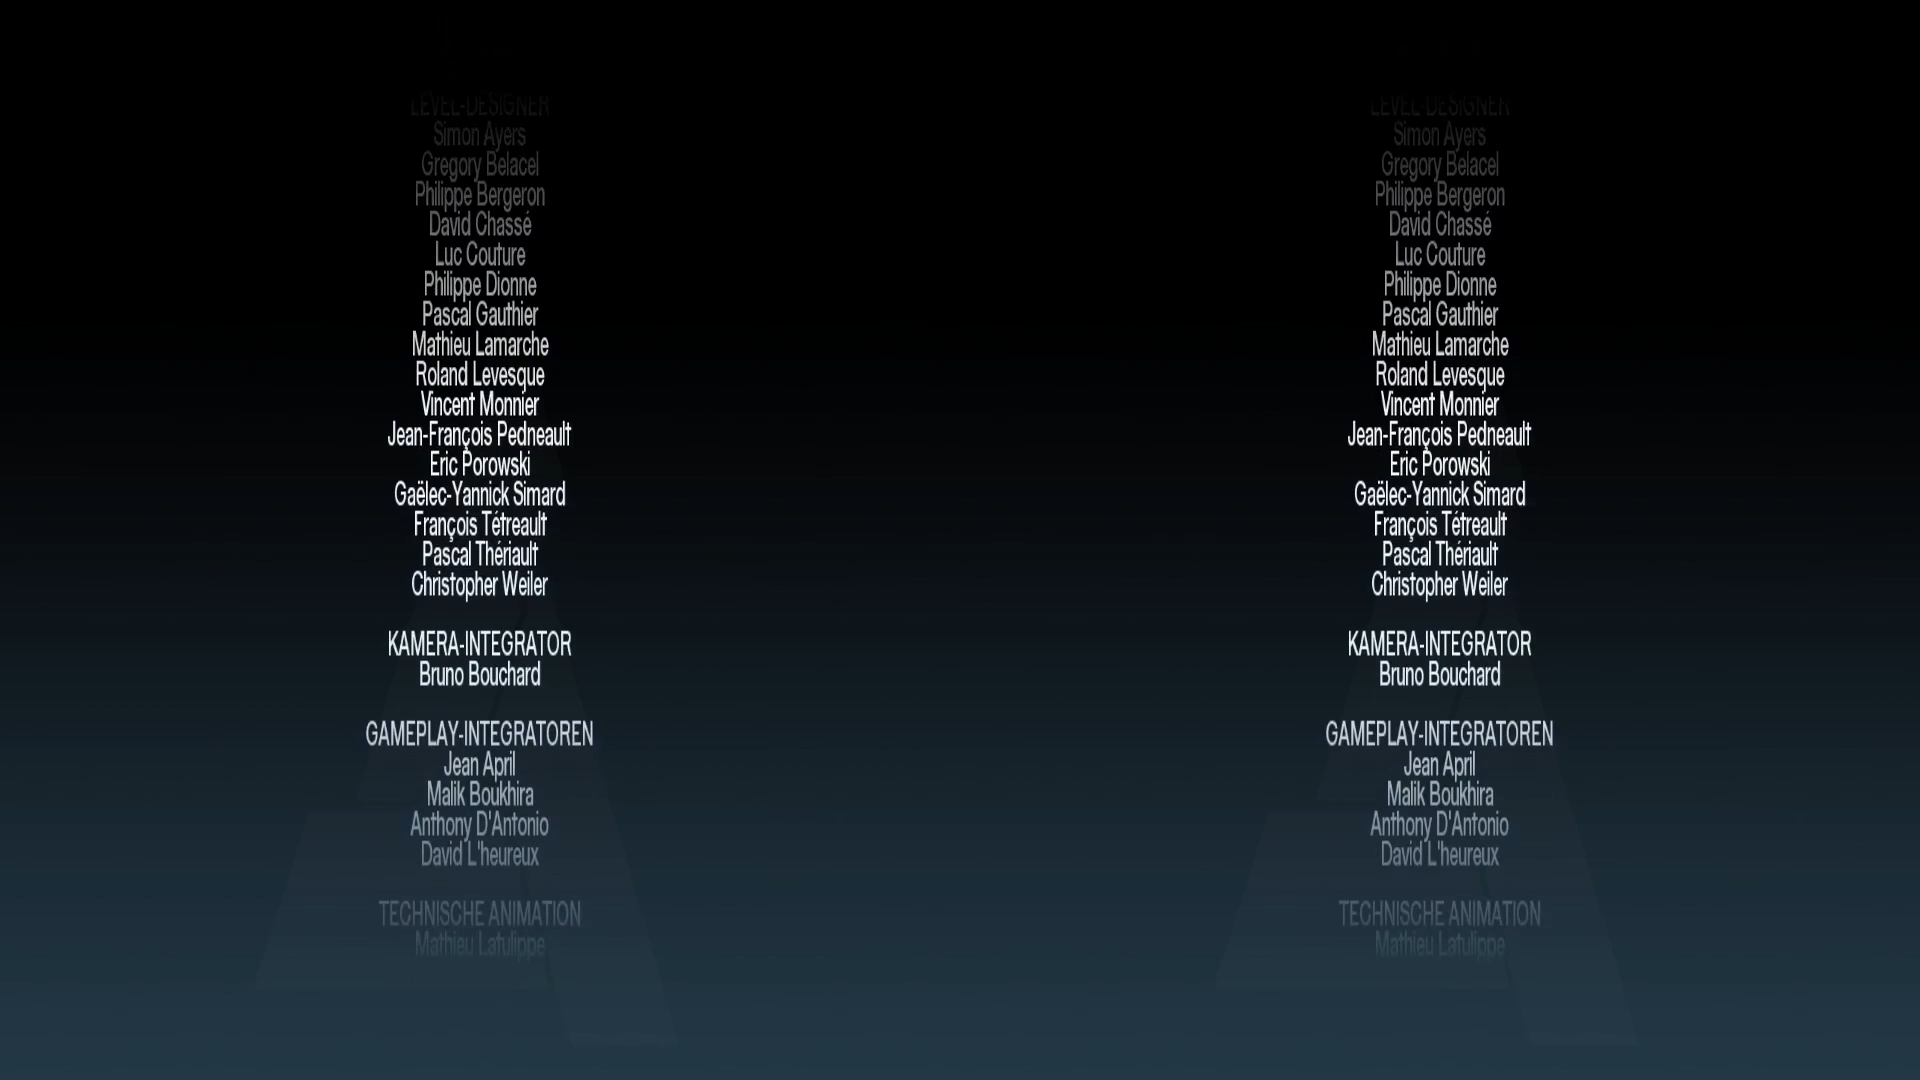 LEVEL-DESIGNER
Simon Ayers
Gregory Belacel
Philippe Bergeron
David Chassé
Luc Couture
Philippe Dionne
Pascal Gauthier
Mathieu Lamarche
Roland Levesque
Vincent Monnier
Jean-François Pedneault
Eric Porowski
Gaëlec-Yannick Simard
François Tétreault
Pascal Thériault
Christopher Weiler
KAMERA-INTEGRATOR
Bruno Bouchard
GAMEPLAY-INTEGRATOREN
Jean April
Malik Boukhira
Anthony D'Antonio
David L'heureux
TECHNISCHE ANIMATION
Mathieu Latulippe
LEVEL-DESIGNER
Simon Ayers
Gregory Belacel
Philippe Bergeron
David Chassé
Luc Couture
Philippe Dionne
Pascal Gauthier
Mathieu Lamarche
Roland Levesque
Vincent Monnier
Jean-François Pedneault
Eric Porowski
Gaëlec-Yannick Simard
François Tétreault
Pascal Thériault
Christopher Weiler
KAMERA-INTEGRATOR
Bruno Bouchard
GAMEPLAY-INTEGRATOREN
Jean April
Malik Boukhira
Anthony D'Antonio
David L'heureux
TECHNISCHE ANIMATION
Mathieu Latulippe